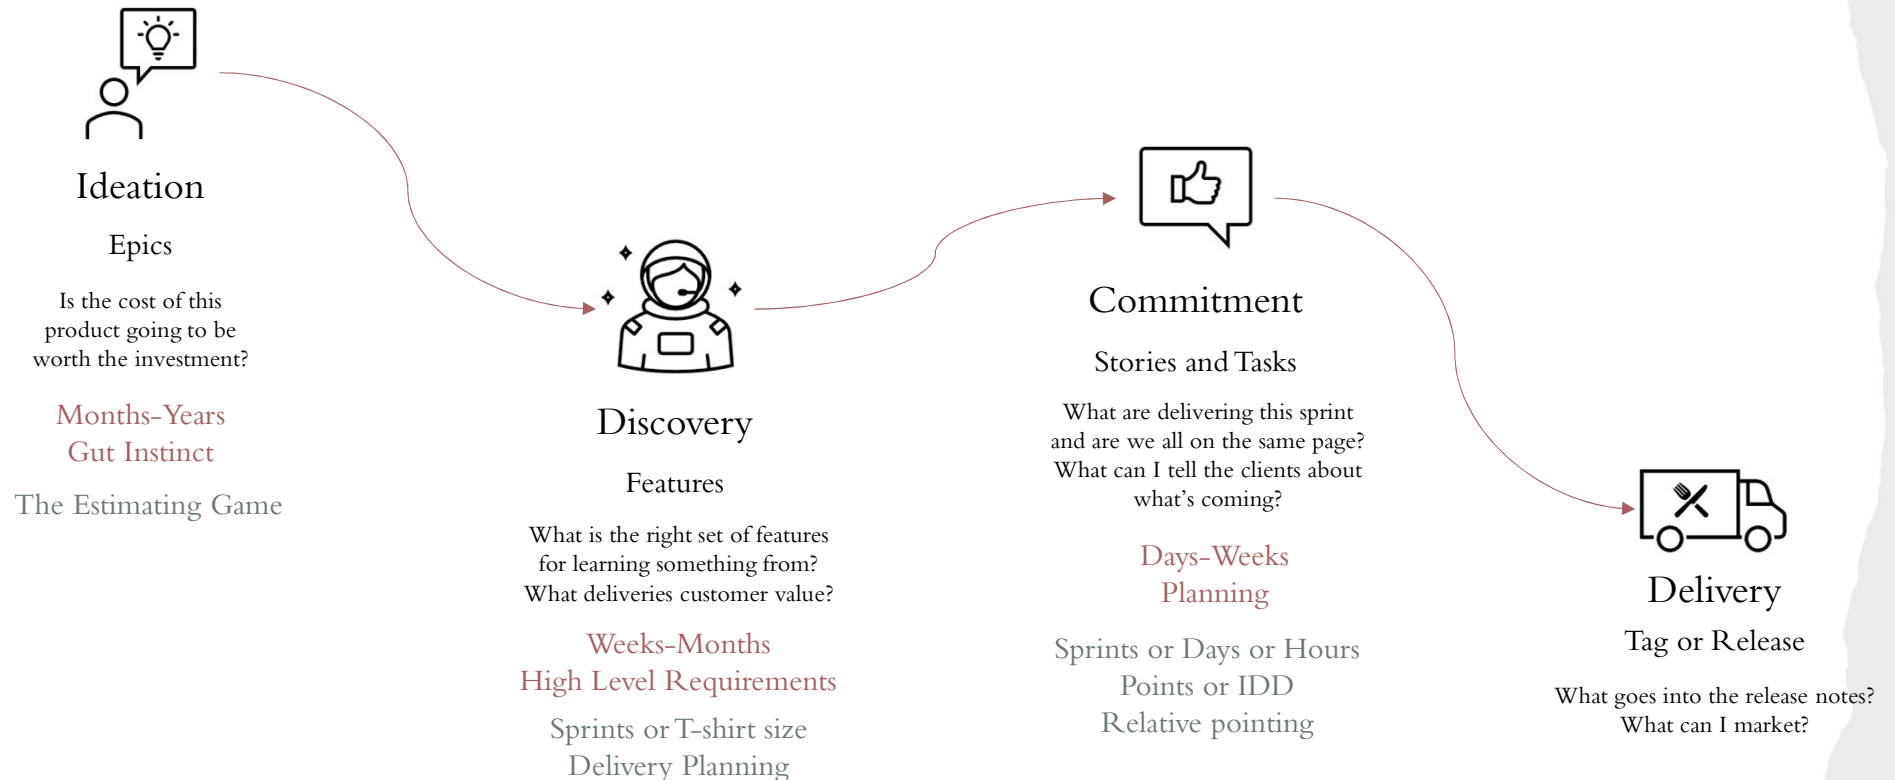 Ideation
Epics
Is the cost of this
product going to be
worth the investment?
Months-Years
Gut Instinct
The Estimating Game
Discovery
Features
What is the right set of features
for learning something from?
What deliveries customer value?
Weeks-Months
High Level Requirements
Sprints or T-shirt size
Delivery Planning
Commitment
Stories and Tasks
What are delivering this sprint
and are we all on the same page?
What can I tell the clients about
what's coming?
Days-Weeks
Planning
Sprints or Days or Hours
Points or IDD
Relative pointing
Delivery
Tag or Release
What goes into the release notes?
What can I market?